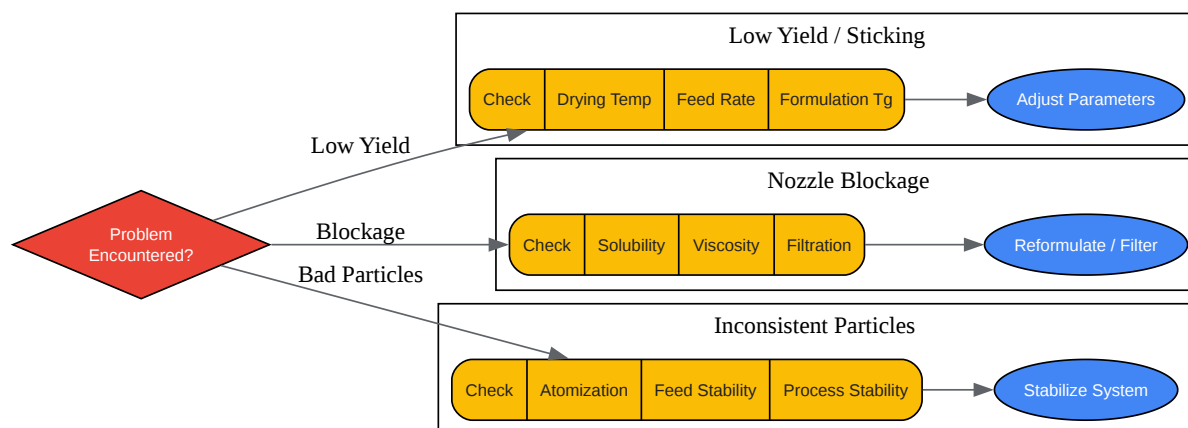 Low Yield / Sticking
Check Drying Temp Feed Rate Formulation Tg
Adjust Parameters
Low Yield
Nozzle Blockage
Problem
Encountered?
Blockage
Check Solubility Viscosity Filtration
Reformulate / Filter
Bad Particles
Inconsistent Particles
Check Atomization Feed Stability Process Stability
Stabilize System